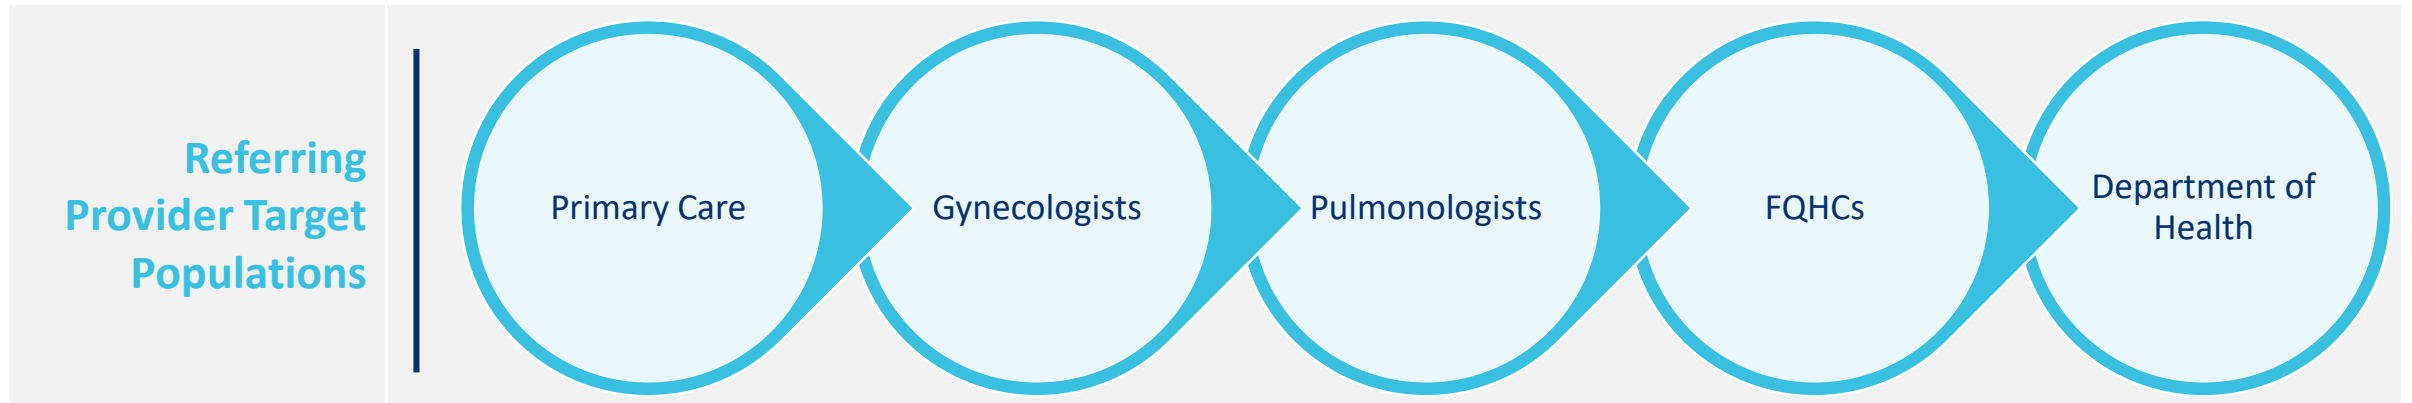 Referring
Provider Target
Populations
Primary Care
Gynecologists
Pulmonologists
FQHCs
Department of
Health